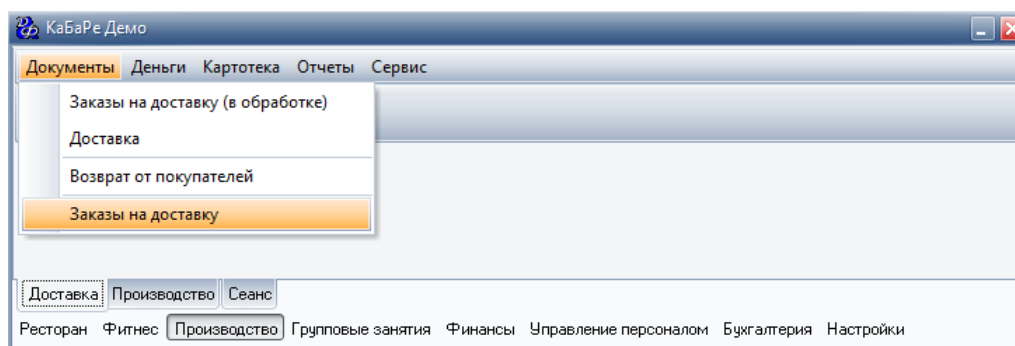 КаБаРе Демо
Документы Деньги Картотека Отчеты Сервис
Заказы на доставку (в обработке)
Доставка
Возврат от покупателей
Заказы на доставку
Доставка Производство Сеанс
Ресторан Фитнес Производство Групповые занятия Финансы Управление персоналом Бухгалтерия Настройки